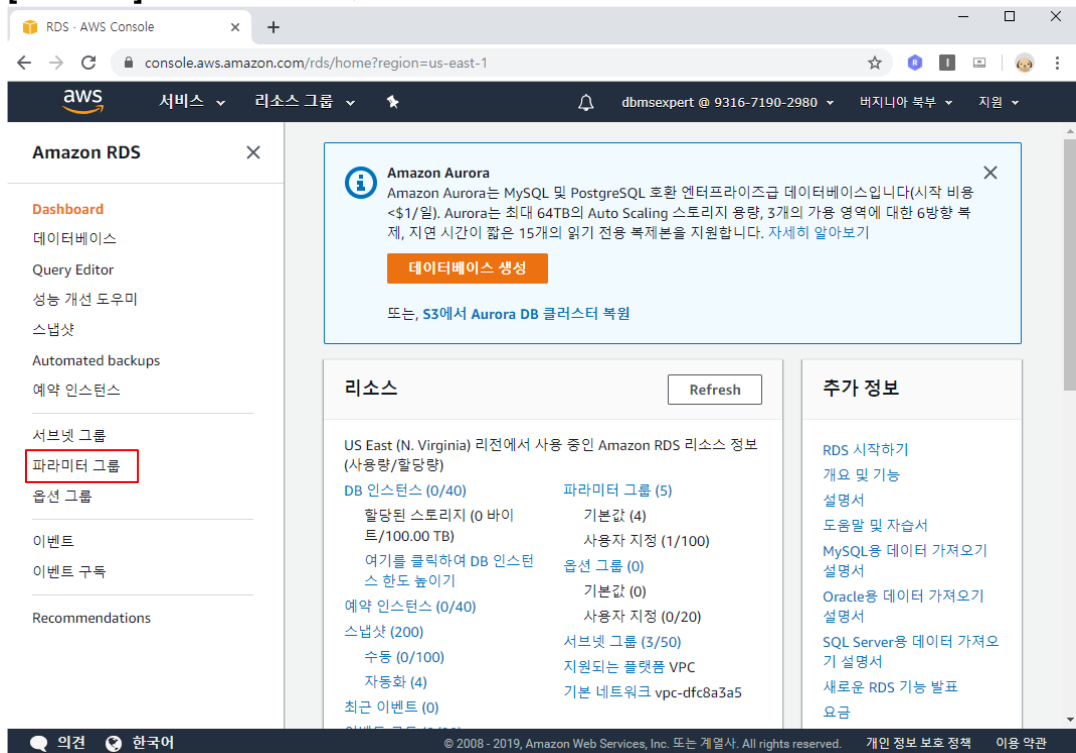 RDS · AWS Console
console.aws.amazon.com/rds/home?region=us-east-1
aws 서비스 리소스 그룹 dbmsexpert @ 9316-7190-2980 버지니아 북부 지원
Amazon RDS
Dashboard
데이터베이스
Query Editor
성능 개선 도우미
스냅샷
Automated backups
예약 인스턴스
서브넷 그룹
파라미터 그룹
옵션 그룹
이벤트
이벤트 구독
Recommendations
Amazon Aurora
Amazon Aurora는 MySQL 및 PostgreSQL 호환 엔터프라이즈급 데이터베이스입니다(시작 비용
<$1/일). Aurora는 최대 64TB의 Auto Scaling 스토리지 용량, 3개의 가용 영역에 대한 6방향 복
제, 지연 시간이 짧은 15개의 읽기 전용 복제본을 지원합니다. 자세히 알아보기
데이터베이스 생성
또는, S3에서 Aurora DB 클러스터 복원
리소스
Refresh
US East (N. Virginia) 리전에서 사용 중인 Amazon RDS 리소스 정보
(사용량/할당량)
DB 인스턴스 (0/40)
할당된 스토리지 (0 바이
트/100.00 TB)
여기를 클릭하여 DB 인스턴
스 한도 높이기
예약 인스턴스 (0/40)
스냅샷 (200)
수동 (0/100)
자동화 (4)
최근 이벤트 (0)
파라미터 그룹 (5)
기본값 (4)
사용자 지정 (1/100)
옵션 그룹 (0)
기본값 (0)
사용자 지정 (0/20)
서브넷 그룹 (3/50)
지원되는 플랫폼 VPC
기본 네트워크 vpc-dfc8a3a5
추가 정보
RDS 시작하기
개요 및 기능
설명서
도움말 및 자습서
MySQL용 데이터 가져오기
설명서
Oracle용 데이터 가져오기
설명서
SQL Server용 데이터 가져오
기 설명서
새로운 RDS 기능 발표
요금
의견 한국어 © 2008 - 2019, Amazon Web Services, Inc. 또는 계열사. All rights reserved. 개인 정보 보호 정책 이용 약관